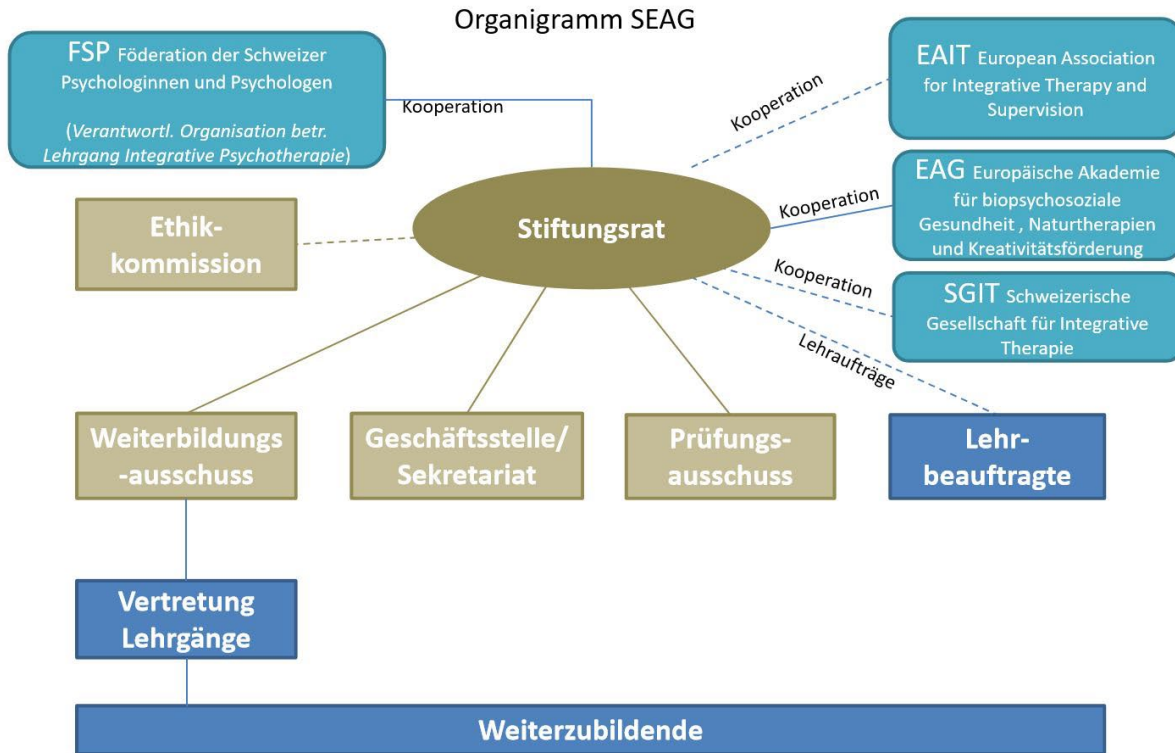 Organigramm SEAG
FSP Föderation der Schweizer
Psychologinnen und Psychologen
(Verantwortl. Organisation betr.
Lehrgang Integrative Psychotherapie)
Kooperation
Kooperation
EAIT European Association
for Integrative Therapy and
Supervision
Kooperation
EAG Europäische Akademie
für biopsychosoziale
Gesundheit , Naturtherapien
und Kreativitätsförderung
Ethik-
kommission
Stiftungsrat
Kooperation
SGIT Schweizerische
Gesellschaft für Integrative
Therapie
Lehraufträge
Weiterbildungs
-ausschuss
Geschäftsstelle/
Sekretariat
Prüfungs-
ausschuss
Lehr-
beauftragte
Vertretung
Lehrgänge
Weiterzubildende